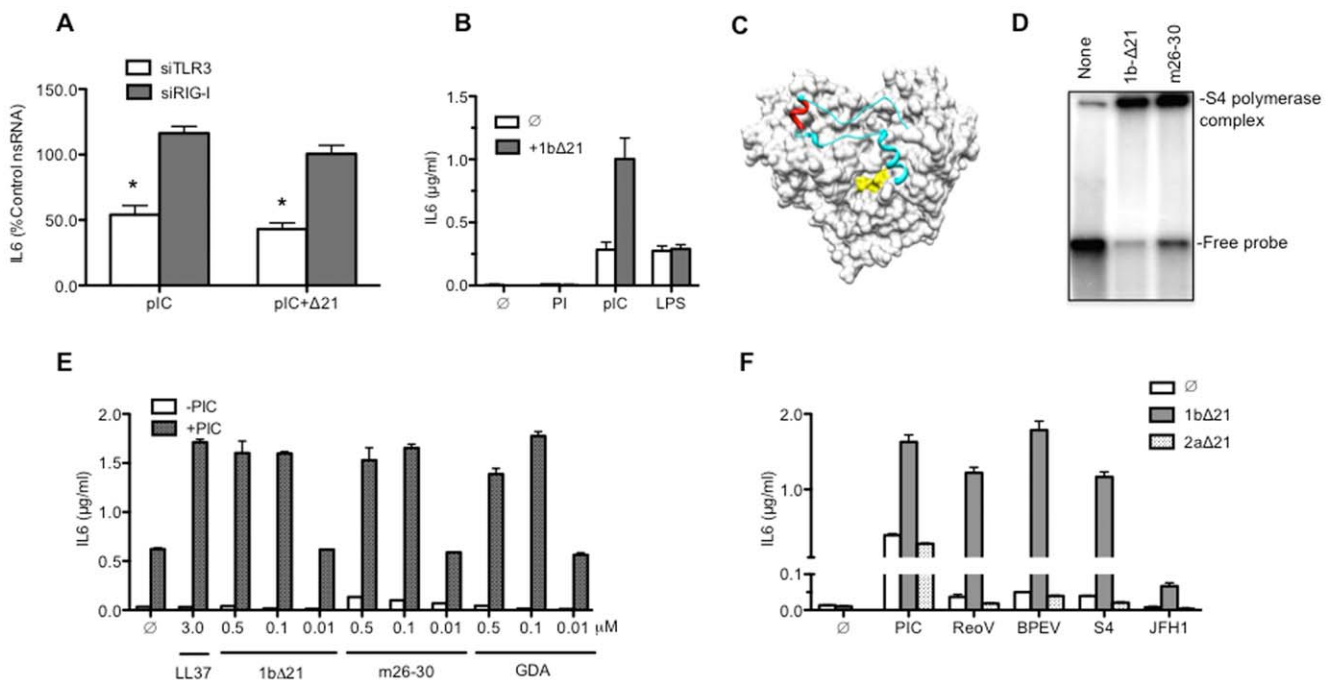 A
siTLR3
siRIG-I
IL6 (%Control nsRNA)
150.0
100.0
50.0
0.0
*
*
pIC
pIC+Δ21
B
∅
+1bΔ21
IL6 (μg/ml)
1.5
1.0
0.5
0.0
∅
PI
pIC
LPS
C
D
None
1b-Δ21
m26-30
-S4 polymerase
complex
-Free probe
E
-PIC
+PIC
IL6 (μg/ml)
2.0
1.5
1.0
0.5
0.0
∅ 3.0 0.5 0.1 0.01 0.5 0.1 0.01 0.5 0.1 0.01 μM
LL37 1bΔ21 m26-30 GDA
F
∅
1bΔ21
2aΔ21
IL6 (μg/ml)
2.0
1.0
0.1
0.0
∅ PIC ReoV BPEV S4 JFH1